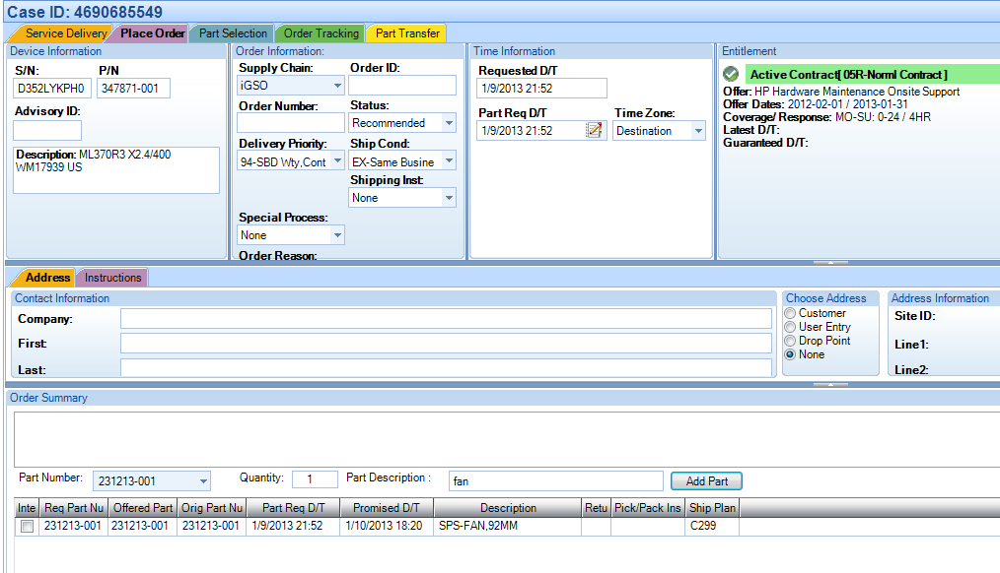 Case ID: 4690685549
Service Delivery Place Order Part Selection Order Tracking Part Transfer
Device Information
S/N: P/N
D352LYKPH0 347871-001
Advisory ID:
Description: ML370R3 X2.4/400
WM17939 US
Order Information:
Supply Chain: Order ID:
iGSO
Order Number: Status:
Recommended
Delivery Priority: Ship Cond:
94-SBD Wty,Cont EX-Same Busine
Shipping Inst:
None
Special Process:
None
Order Reason:
Time Information
Requested D/T
1/9/2013 21:52
Part Req D/T Time Zone:
1/9/2013 21:52 Destination
Entitlement
Active Contract[ 05R-Norml Contract ]
Offer: HP Hardware Maintenance Onsite Support
Offer Dates: 2012-02-01 / 2013-01-31
Coverage/ Response: MO-SU: 0-24 / 4HR
Latest D/T:
Guaranteed D/T:
Address Instructions
Contact Information
Company:
First:
Last:
Choose Address
Customer
User Entry
Drop Point
None
Address Information
Site ID:
Line1:
Line2:
Order Summary
Part Number: 231213-001 Quantity: 1 Part Description : fan Add Part
Inte Req Part Nu Offered Part Orig Part Nu Part Req D/T Promised D/T Description Retu Pick/Pack Ins Ship Plan
231213-001 231213-001 231213-001 1/9/2013 21:52 1/10/2013 18:20 SPS-FAN,92MM C299